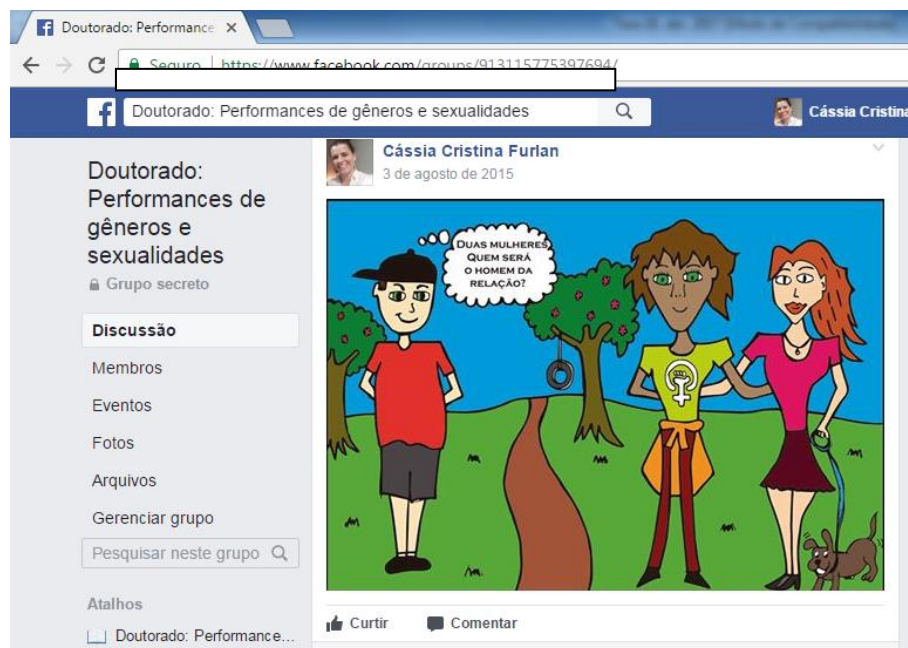 Doutorado: Performance
Seguro | https://www.facebook.com/groups/913115775397694/
Doutorado: Performances de gêneros e sexualidades
Cássia Cristina
Doutorado:
Performances de
gêneros e
sexualidades
Grupo secreto
Discussão
Membros
Eventos
Fotos
Arquivos
Gerenciar grupo
Pesquisar neste grupo
Atalhos
Doutorado: Performance...
Cássia Cristina Furlan
3 de agosto de 2015
DUAS MULHERES
QUEM SERÁ
O HOMEM DA
RELAÇÃO?
Curtir
Comentar